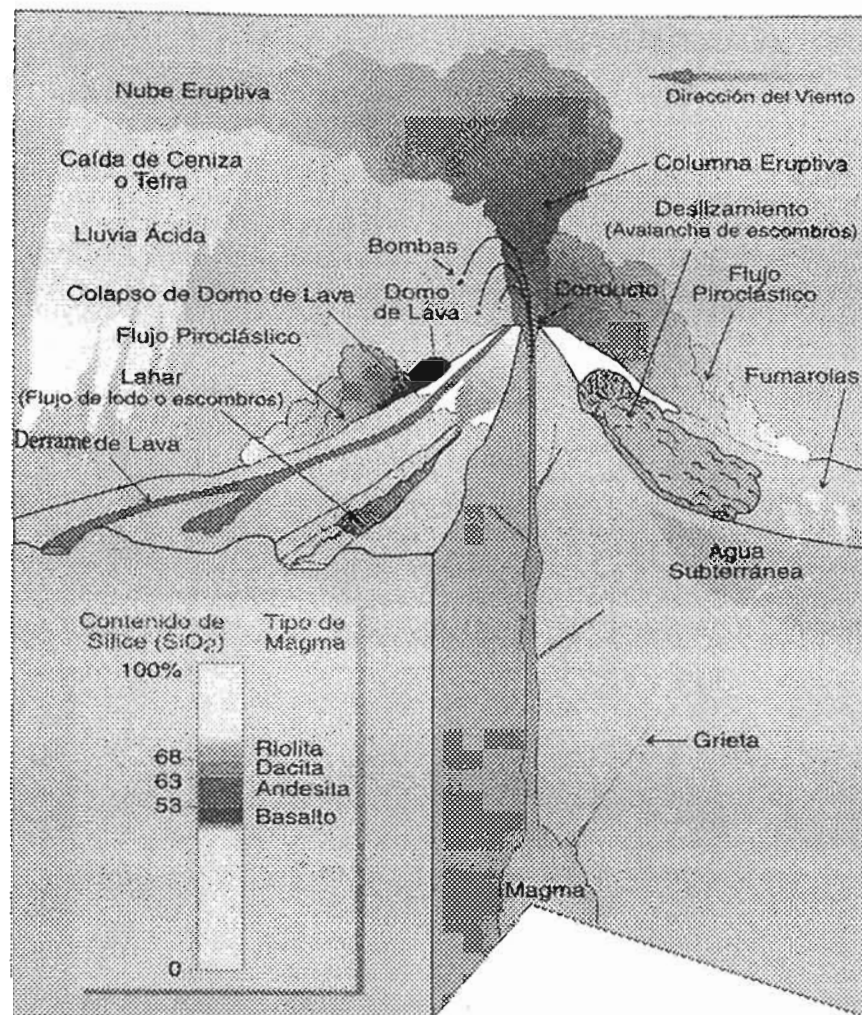 Nube Eruptiva
Dirección del Viento
Caída de Ceniza
o Tefra
Columna Eruptiva
Deslizamiento
(Avalancha de escombros)
Lluvia Ácida
Bombas
Flujo
Piroclástico
Colapso de Domo de Lava
Domo
de Lava
Conducto
Flujo Piroclástico
Lahar
(Flujo de lodo o escombros)
Fumarolas
Derrame de Lava
Agua
Subterránea
Contenido de
Sílice (SiO2)
Tipo de
Magma
100%
68
Riolita
Dacita
63
Andesita
53
Basalto
0
Grieta
Magma